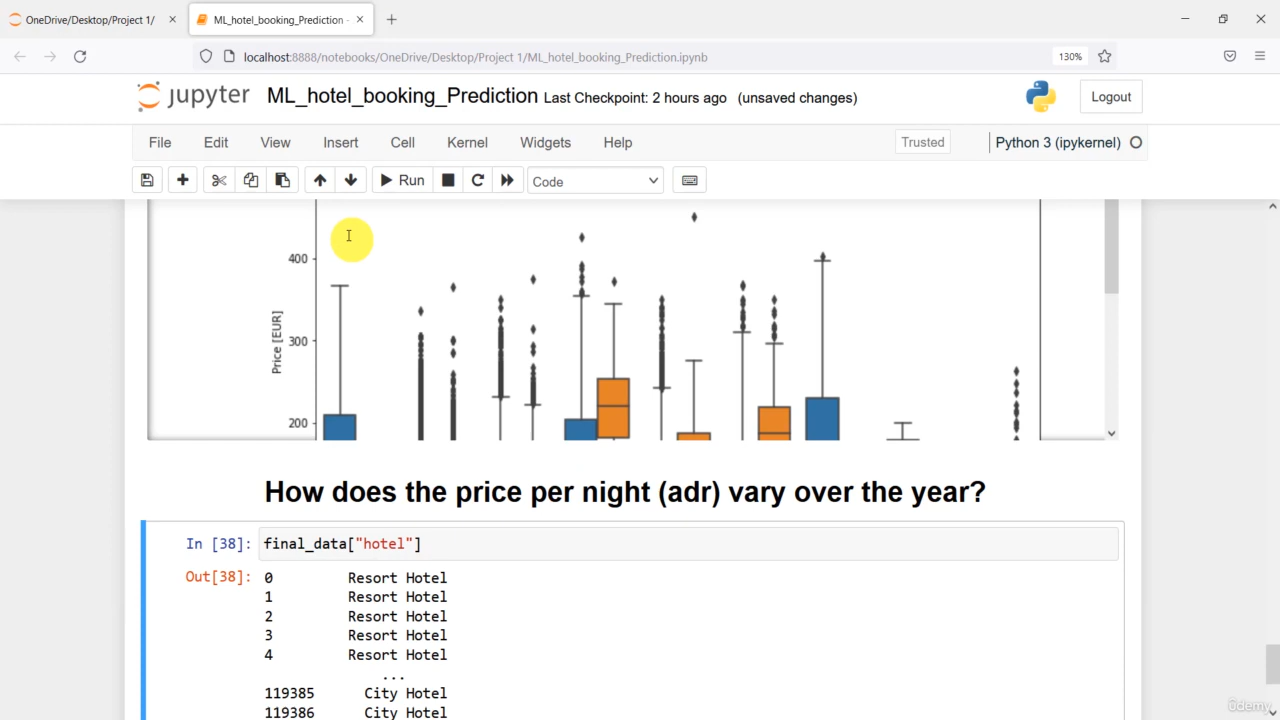 OneDrive/Desktop/Project 1/
ML_hotel_booking_Prediction -
localhost:8888/notebooks/OneDrive/Desktop/Project 1/ML_hotel_booking_Prediction.ipynb
130%
jupyter ML_hotel_booking_Prediction Last Checkpoint: 2 hours ago (unsaved changes)
Logout
File Edit View Insert Cell Kernel Widgets Help
Trusted
Python 3 (ipykernel)
Run
Code
400
300
200
Price [EUR]
How does the price per night (adr) vary over the year?
In [38]: final_data["hotel"]
Out[38]: 0 Resort Hotel
1 Resort Hotel
2 Resort Hotel
3 Resort Hotel
4 Resort Hotel
...
119385 City Hotel
119386 City Hotel
ûdemy